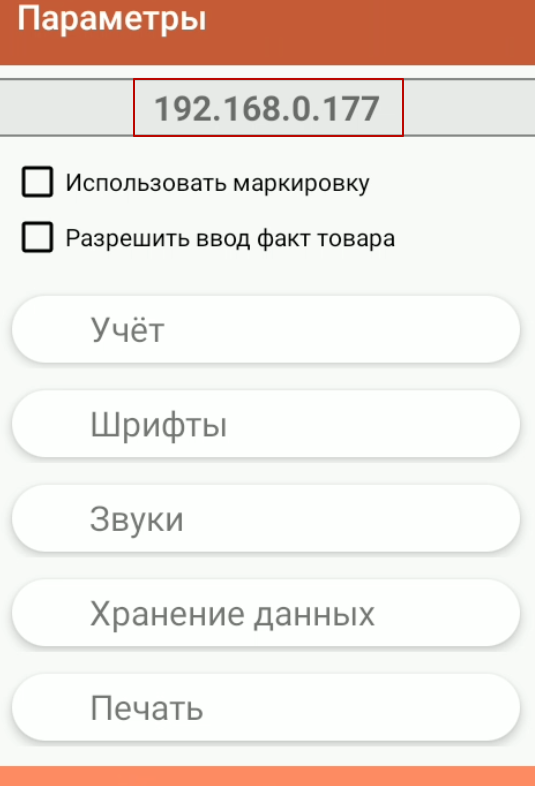 Параметры
192.168.0.177
Использовать маркировку
Разрешить ввод факт товара
Учёт
Шрифты
Звуки
Хранение данных
Печать